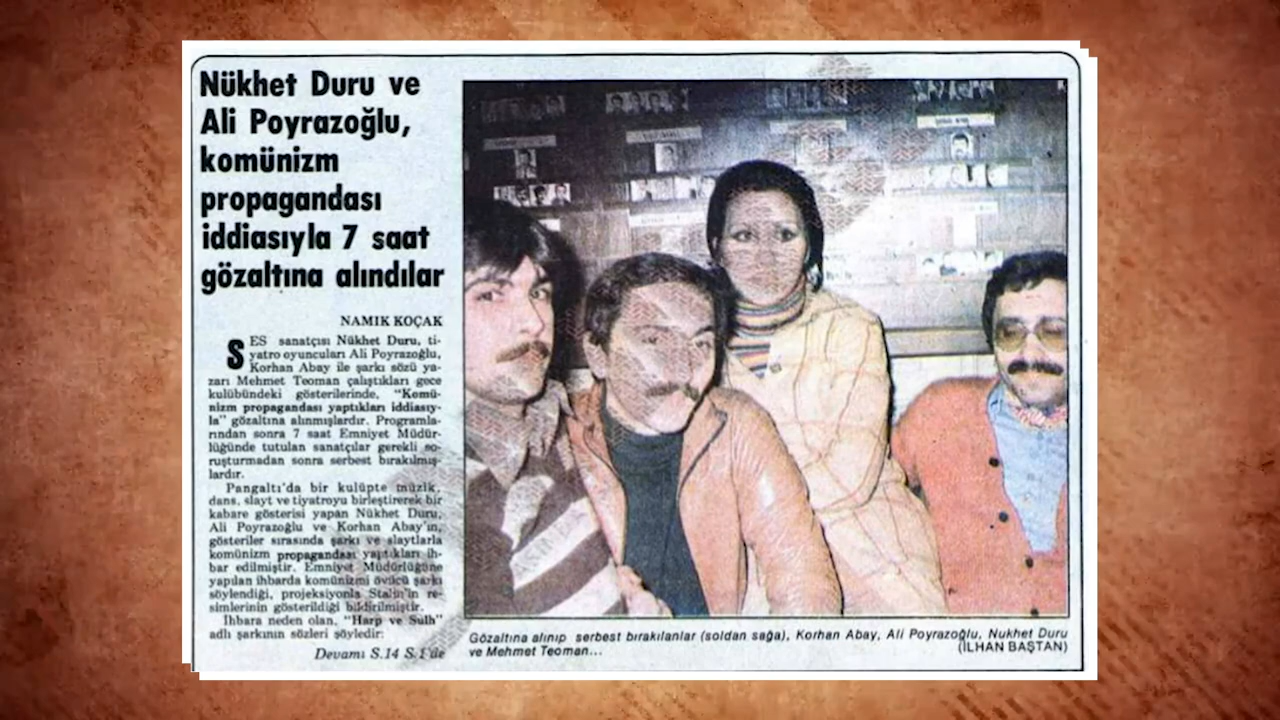 Nükhet Duru ve
Ali Poyrazoğlu,
komünizm
propagandası
iddiasıyla 7 saat
gözaltına alındılar
NAMIK KOÇAK
SES sanatçısı Nükhet Duru, ti-
yatro oyuncuları Ali Poyrazoğlu,
Korhan Abay ile şarkı sözü ya-
zarı Mehmet Teoman çalıştıkları gece
kulübündeki gösterilerinde, "Komü-
nizm propagandası yaptıkları iddiasıy-
la" gözaltına alınmışlardır. Programla-
rından sonra 7 saat Emniyet Müdür-
lüğünde tutulan sanatçılar gerekli so-
ruşturmadan sonra serbest bırakılmış-
lardır.
Pangaltı'da bir kulüpte müzik,
dans, slayt ve tiyatroyu birleştirerek bir
kabare gösterisi yapan Nükhet Duru,
Ali Poyrazoğlu ve Korhan Abay'ın,
gösteriler sırasında şarkı ve slaytlarla
komünizm propagandası yaptıkları ih-
bar edilmiştir. Emniyet Müdürlüğüne
yapılan ihbarda komünizmi övücü şarkı
söylendiği, projeksiyonla Stalin'in re-
simlerinin gösterildiği bildirilmiştir.
İhbara neden olan, "Harp ve Sulh"
adlı şarkının sözleri şöyledir:
Devamı S.14 S.1'de
Gözaltına alınıp serbest bırakılanlar (soldan sağa), Korhan Abay, Ali Poyrazoğlu, Nukhet Duru
ve Mehmet Teoman...
(İLHAN BAŞTAN)